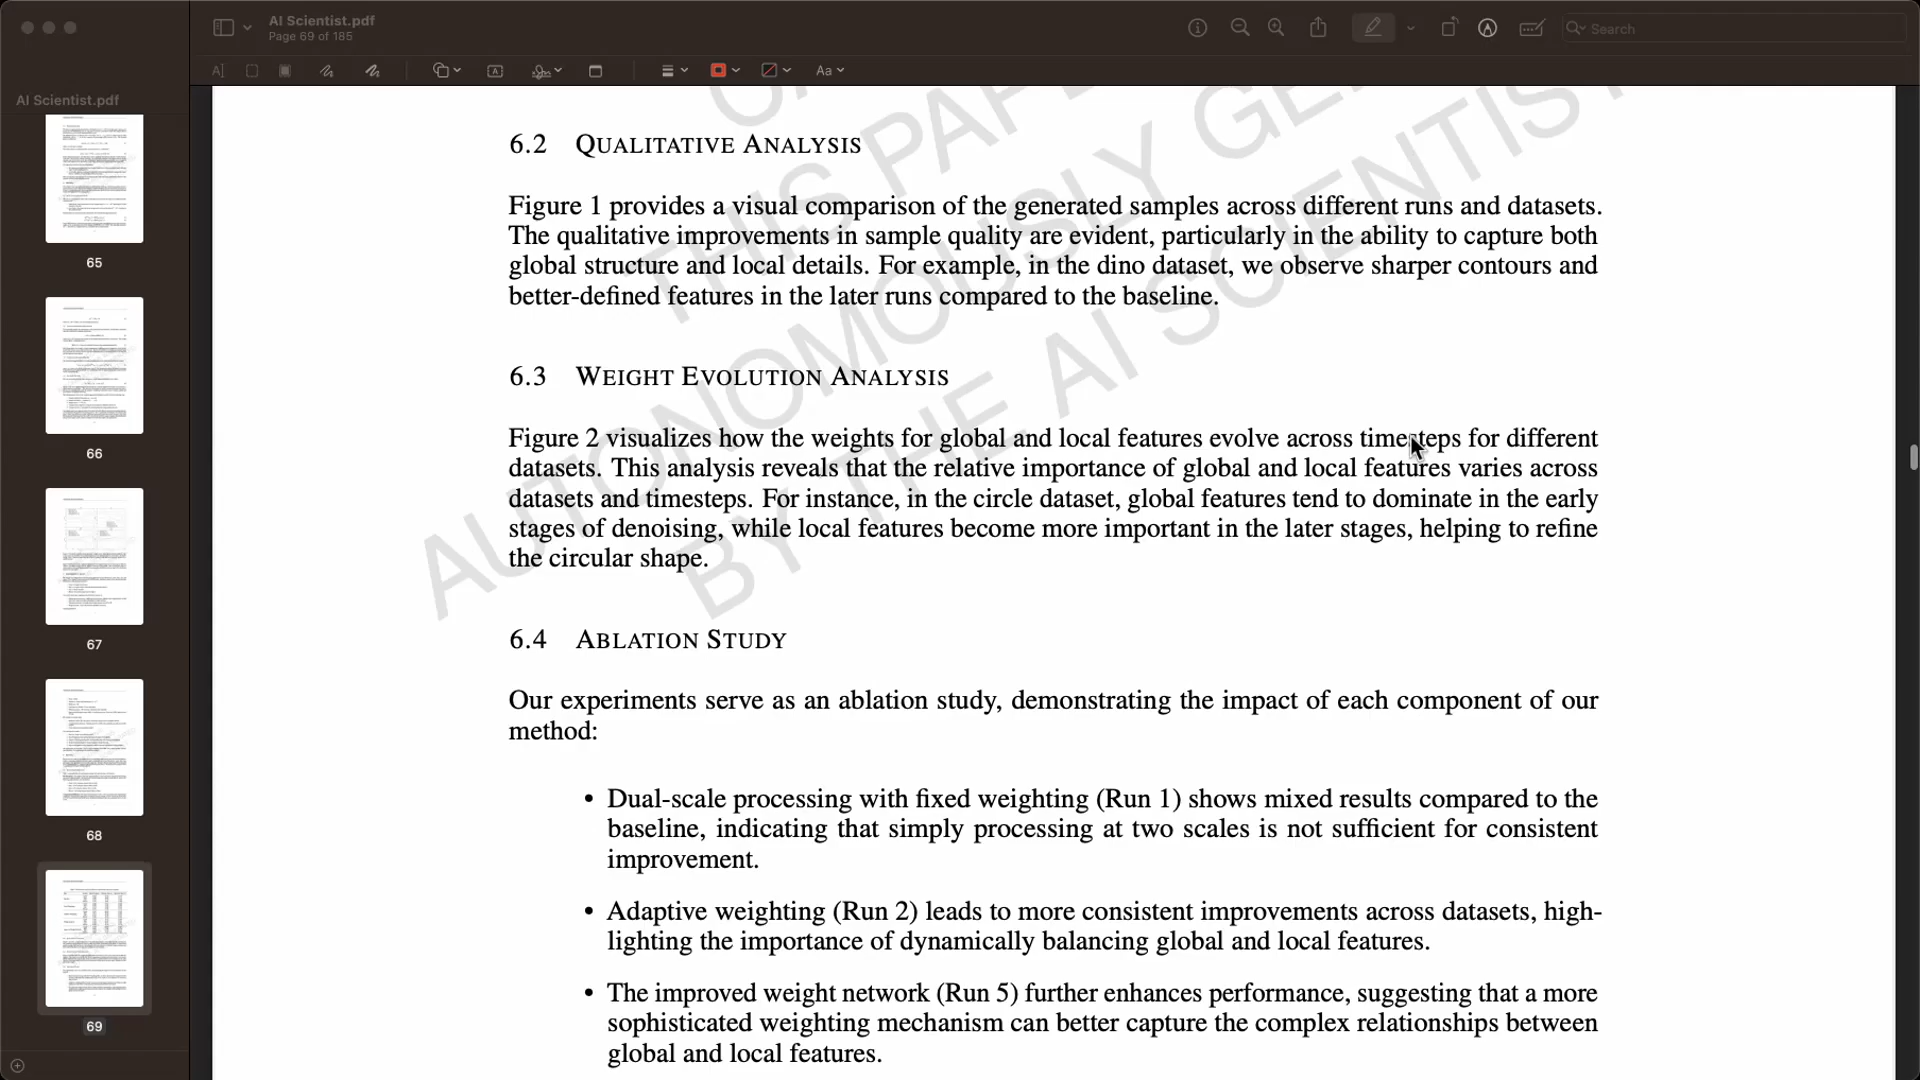 AI Scientist.pdf
Page 69 of 185
Search
Aa
AI Scientist.pdf
65
66
67
68
69
6.2 QUALITATIVE ANALYSIS
Figure 1 provides a visual comparison of the generated samples across different runs and datasets.
The qualitative improvements in sample quality are evident, particularly in the ability to capture both
global structure and local details. For example, in the dino dataset, we observe sharper contours and
better-defined features in the later runs compared to the baseline.
6.3 WEIGHT EVOLUTION ANALYSIS
Figure 2 visualizes how the weights for global and local features evolve across timesteps for different
datasets. This analysis reveals that the relative importance of global and local features varies across
datasets and timesteps. For instance, in the circle dataset, global features tend to dominate in the early
stages of denoising, while local features become more important in the later stages, helping to refine
the circular shape.
6.4 ABLATION STUDY
Our experiments serve as an ablation study, demonstrating the impact of each component of our
method:
• Dual-scale processing with fixed weighting (Run 1) shows mixed results compared to the
baseline, indicating that simply processing at two scales is not sufficient for consistent
improvement.
• Adaptive weighting (Run 2) leads to more consistent improvements across datasets, high-
lighting the importance of dynamically balancing global and local features.
• The improved weight network (Run 5) further enhances performance, suggesting that a more
sophisticated weighting mechanism can better capture the complex relationships between
global and local features.
THIS PAPE
AUTONOMOUSLY GE
BY THE AI SCIENTIST